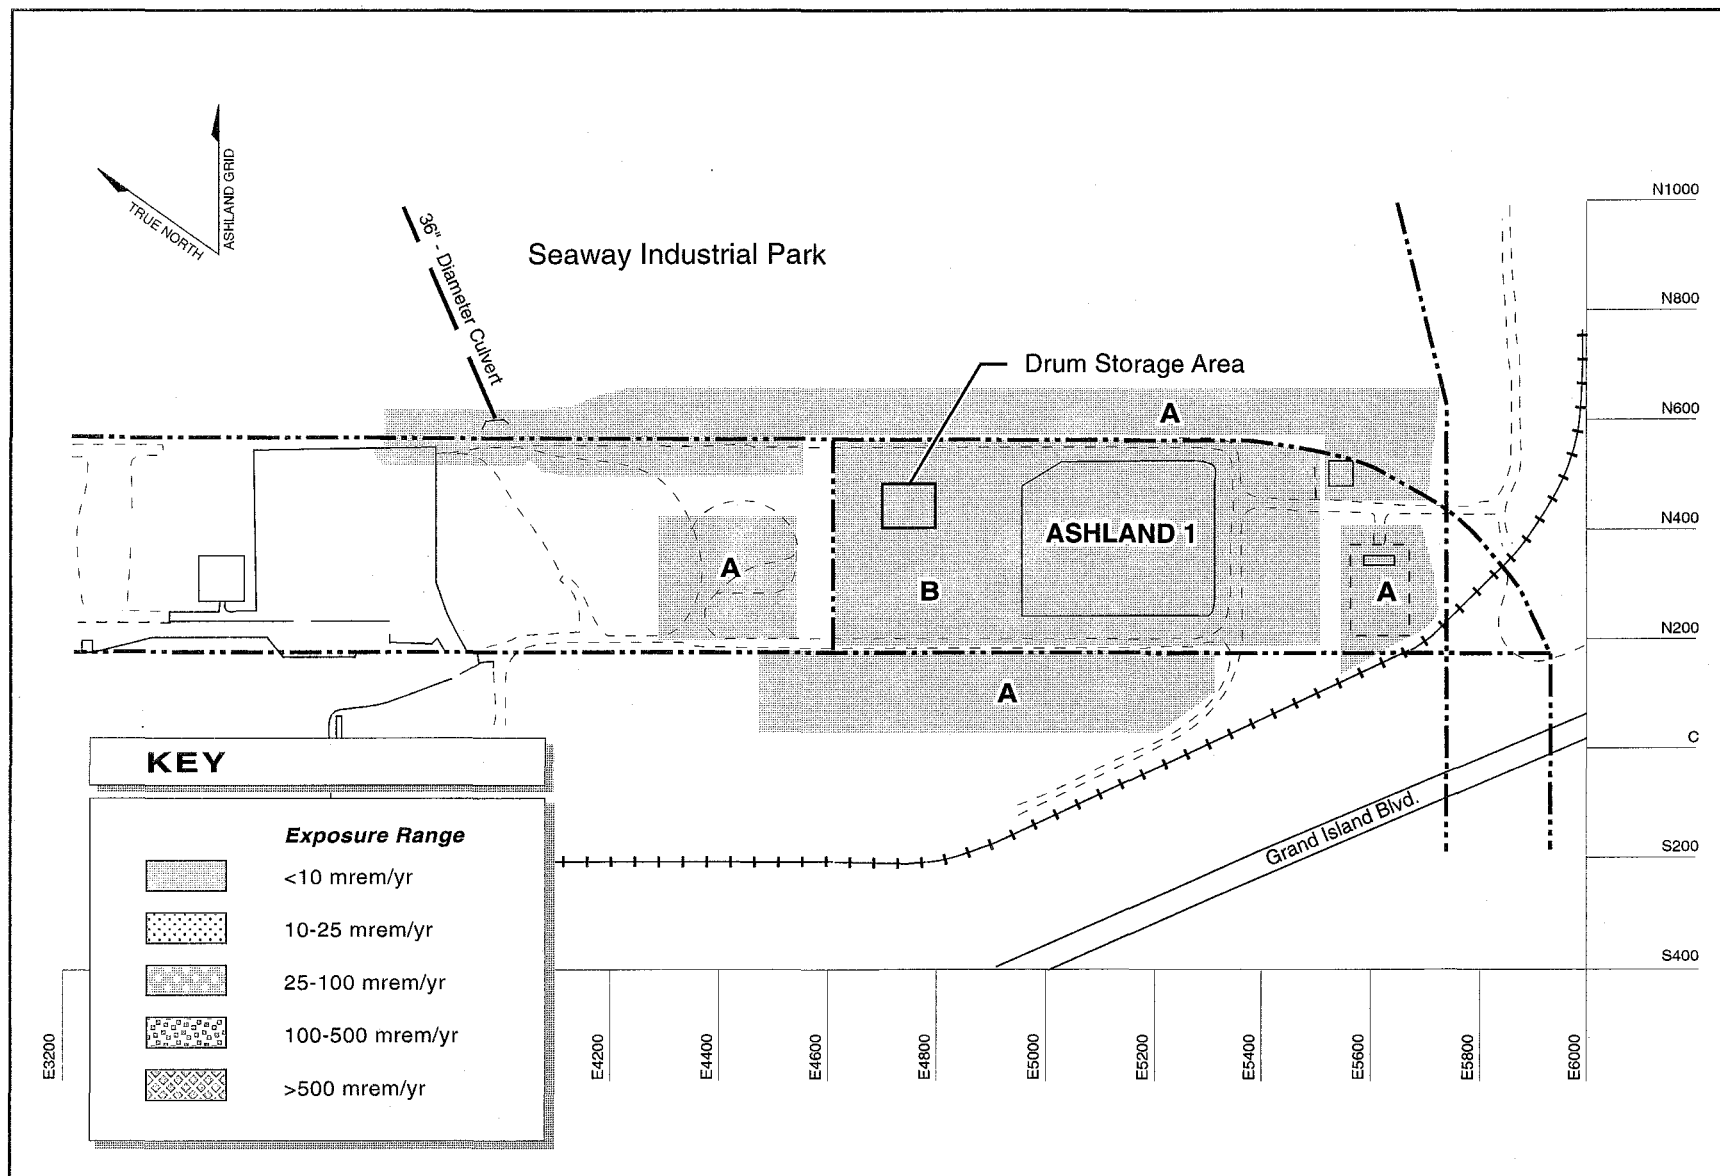 ASHLAND GRID
TRUE NORTH
36" - Diameter Culvert
Seaway Industrial Park
Drum Storage Area
A
A
B
ASHLAND 1
A
A
Grand Island Blvd.
N1000
N800
N600
N400
N200
C
S200
S400
KEY
Exposure Range
<10 mrem/yr
10-25 mrem/yr
25-100 mrem/yr
100-500 mrem/yr
>500 mrem/yr
E3200
E4200
E4400
E4600
E4800
E5000
E5200
E5400
E5600
E5800
E6000